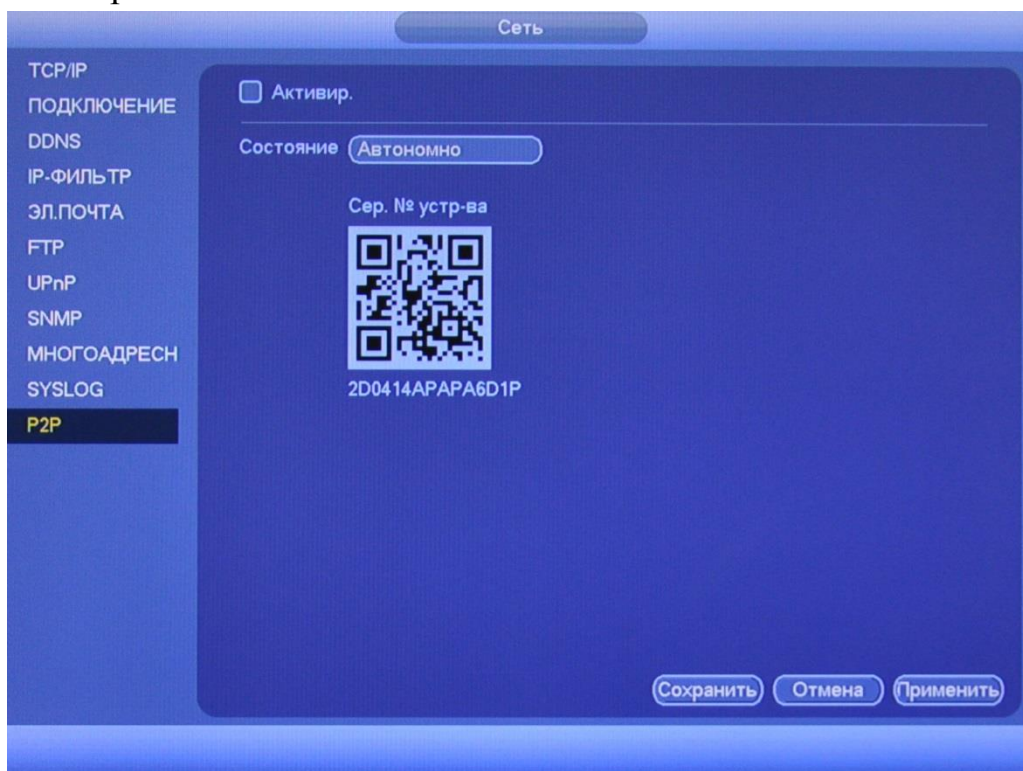 Сеть
TCP/IP
ПОДКЛЮЧЕНИЕ
DDNS
IP-ФИЛЬТР
ЭЛ.ПОЧТА
FTP
UPnP
SNMP
МНОГОАДРЕСН
SYSLOG
P2P
Активир.
Состояние Автономно
Сер. № устр-ва
2D0414APAPA6D1P
Сохранить Отмена Применить